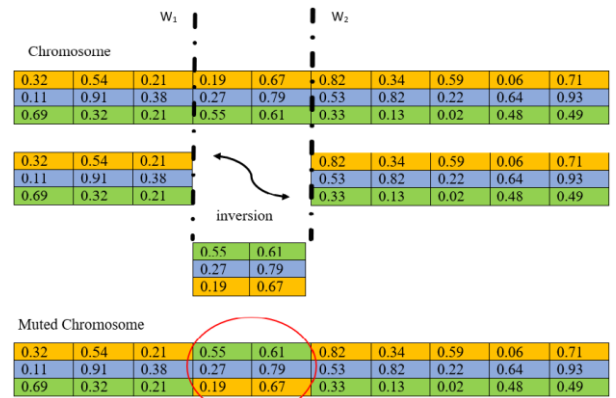 W1 W2
Chromosome
0.32 0.54 0.21 0.19 0.67 0.82 0.34 0.59 0.06 0.71
0.11 0.91 0.38 0.27 0.79 0.53 0.82 0.22 0.64 0.93
0.69 0.32 0.21 0.55 0.61 0.33 0.13 0.02 0.48 0.49
0.32 0.54 0.21 0.82 0.34 0.59 0.06 0.71
0.11 0.91 0.38 0.53 0.82 0.22 0.64 0.93
0.69 0.32 0.21 0.33 0.13 0.02 0.48 0.49
inversion
0.55 0.61
0.27 0.79
0.19 0.67
Muted Chromosome
0.32 0.54 0.21 0.55 0.61 0.82 0.34 0.59 0.06 0.71
0.11 0.91 0.38 0.27 0.79 0.53 0.82 0.22 0.64 0.93
0.69 0.32 0.21 0.19 0.67 0.33 0.13 0.02 0.48 0.49